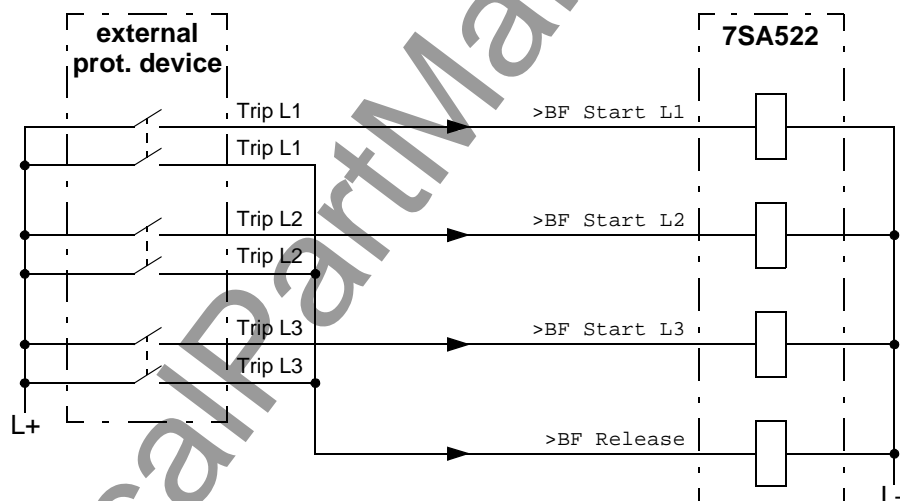 external
prot. device
7SA522
Trip L1
>BF Start L1
Trip L1
Trip L2
>BF Start L2
Trip L2
Trip L3
>BF Start L3
Trip L3
L+
>BF Release
L-
calPartMa